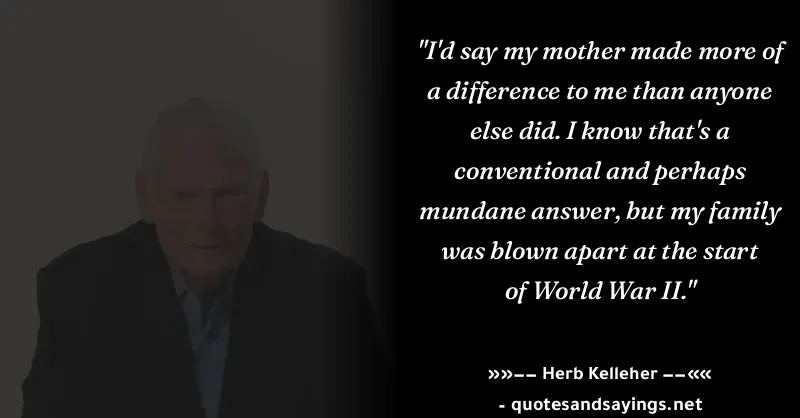 "I'd say my mother made more of
a difference to me than anyone
else did. I know that's a
conventional and perhaps
mundane answer, but my family
was blown apart at the start
of World War II."
»»—— Herb Kelleher ——««
- quotesandsayings.net